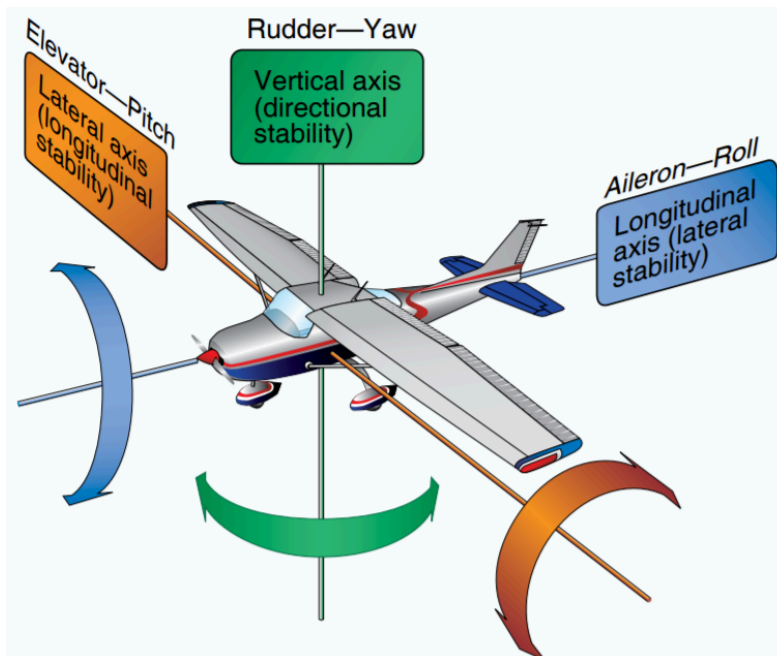 Elevator—Pitch
Lateral axis
(longitudinal
stability)
Rudder—Yaw
Vertical axis
(directional
stability)
Aileron—Roll
Longitudinal
axis (lateral
stability)